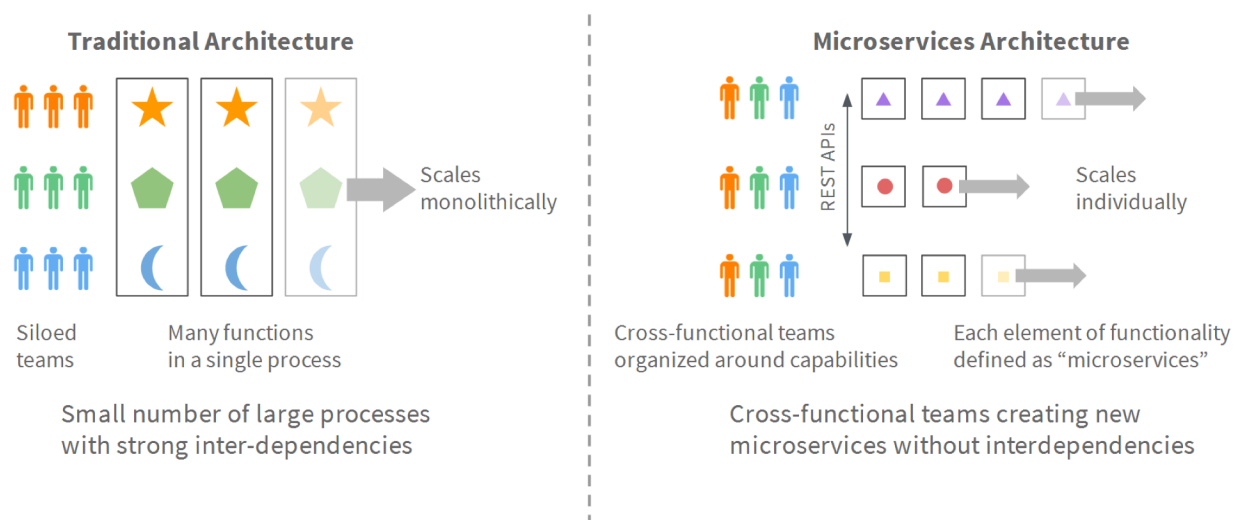 Traditional Architecture
Scales
monolithically
Siloed
teams
Many functions
in a single process
Small number of large processes
with strong inter-dependencies
Microservices Architecture
REST APIs
Scales
individually
Cross-functional teams
organized around capabilities
Each element of functionality
defined as “microservices”
Cross-functional teams creating new
microservices without interdependencies